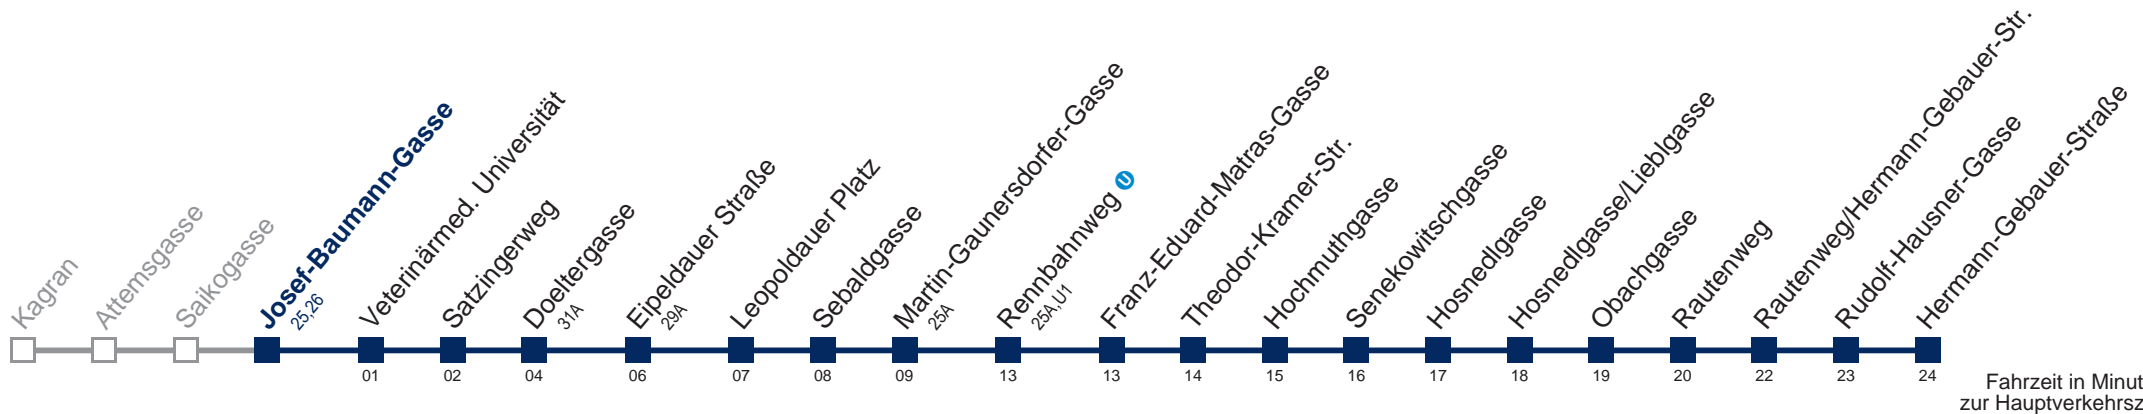 Kagran
Attemsgasse
Saikogasse
Josef-Baumann-Gasse
25,26
Veterinärmed. Universität
01
Satzingerweg
02
Doeltergasse
31A
04
Eipeldauer Straße
29A
06
Leopoldauer Platz
07
Sebaldgasse
08
Martin-Gaunersdorfer-Gasse
25A
09
Rennbahnweg U
25A,U1
13
Franz-Eduard-Matras-Gasse
13
Theodor-Kramer-Str.
14
Hochmuthgasse
15
Senekowitschgasse
16
Hosnedlgasse
17
Hosnedlgasse/Lieblgasse
18
Obachgasse
19
Rautenweg
20
Rautenweg/Hermann-Gebauer-Str.
22
Rudolf-Hausner-Gasse
23
Hermann-Gebauer-Straße
24
Fahrzeit in Minut
zur Hauptverkehrsz